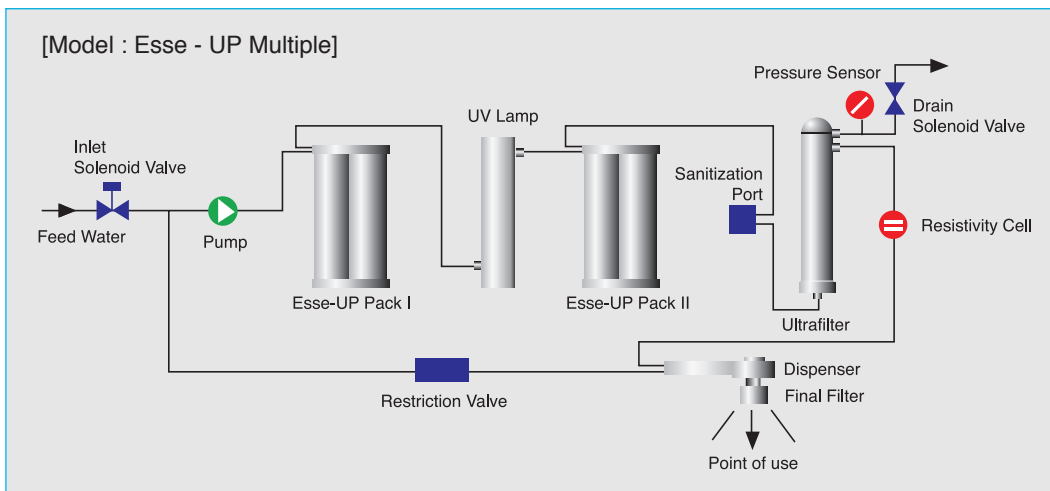 [Model : Esse - UP Multiple]
Pressure Sensor
Drain
Solenoid Valve
UV Lamp
Inlet
Solenoid Valve
Sanitization
Port
Feed Water
Pump
Resistivity Cell
Esse-UP Pack I
Esse-UP Pack II
Ultrafilter
Dispenser
Restriction Valve
Final Filter
Point of use